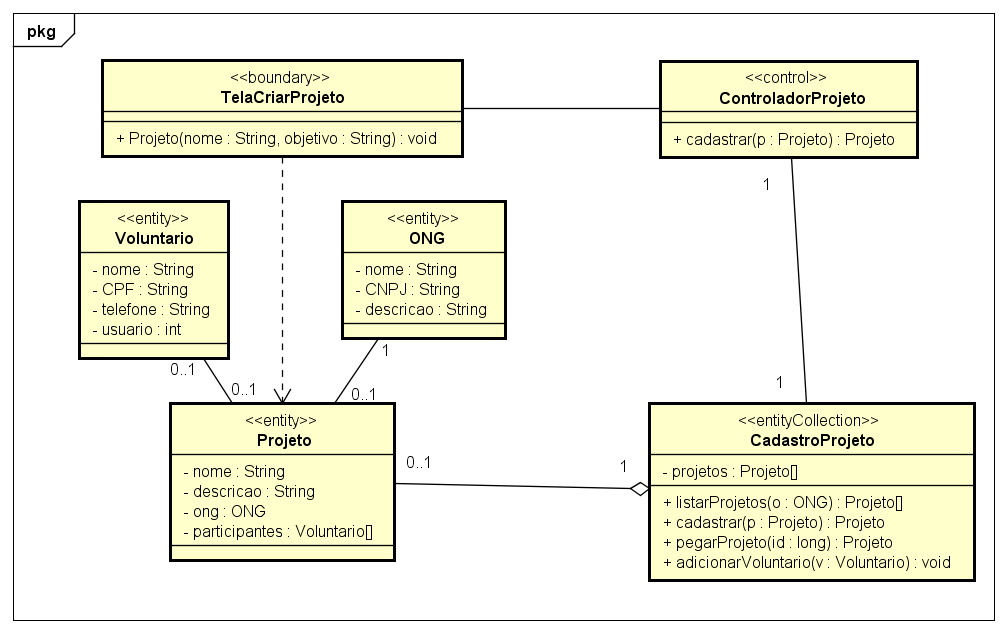 pkg
<<boundary>>
TelaCriarProjeto
+ Projeto(nome : String, objetivo : String) : void
<<control>>
ControladorProjeto
+ cadastrar(p : Projeto) : Projeto
1
<<entity>>
Voluntario
- nome : String
- CPF : String
- telefone : String
- usuario : int
<<entity>>
ONG
- nome : String
- CNPJ : String
- descricao : String
0..1
0..1
1
0..1
1
<<entity>>
Projeto
- nome : String
- descricao : String
- ong : ONG
- participantes : Voluntario[]
0..1
1
<<entityCollection>>
CadastroProjeto
- projetos : Projeto[]
+ listarProjetos(o : ONG) : Projeto[]
+ cadastrar(p : Projeto) : Projeto
+ pegarProjeto(id : long) : Projeto
+ adicionarVoluntario(v : Voluntario) : void